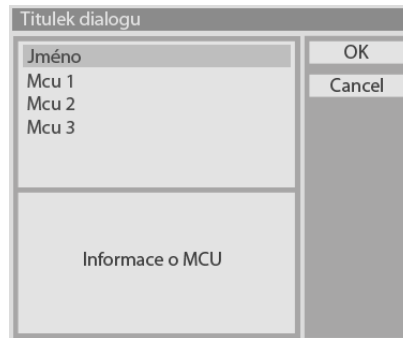 Titulek dialogu
Jméno
Mcu 1
Mcu 2
Mcu 3
Informace o MCU
OK
Cancel